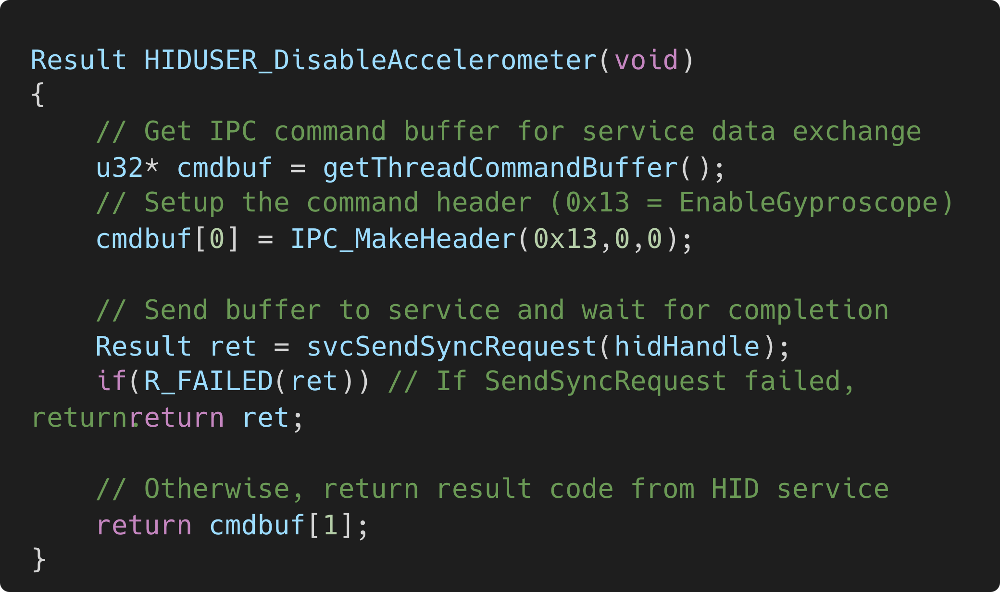 Result HIDUSER_DisableAccelerometer(void)
{
    // Get IPC command buffer for service data exchange
    u32* cmdbuf = getThreadCommandBuffer();
    // Setup the command header (0x13 = EnableGyproscope)
    cmdbuf[0] = IPC_MakeHeader(0x13,0,0);

    // Send buffer to service and wait for completion
    Result ret = svcSendSyncRequest(hidHandle);
    if(R_FAILED(ret)) // If SendSyncRequest failed,
return.return ret;

    // Otherwise, return result code from HID service
    return cmdbuf[1];
}